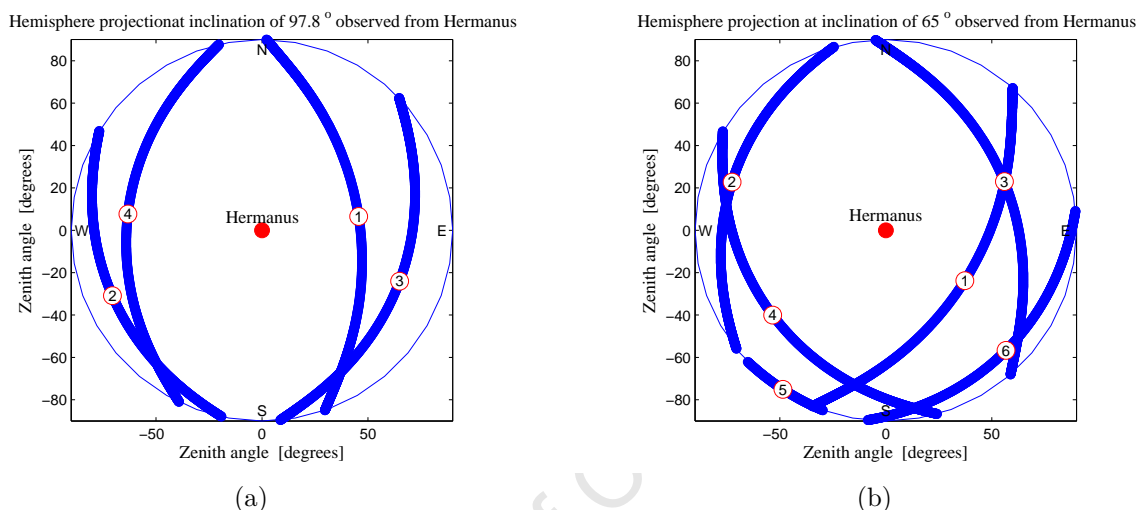 Hemisphere projectionat inclination of 97.8 ° observed from Hermanus
80
60
40
20
0
−20
−40
−60
−80
−50
0
50
Zenith angle [degrees]
Zenith angle [degrees]
N
W
E
S
Hermanus
1
2
3
4
(a)
Hemisphere projection at inclination of 65 ° observed from Hermanus
80
60
40
20
0
−20
−40
−60
−80
−50
0
50
Zenith angle [degrees]
Zenith angle [degrees]
N
W
E
S
Hermanus
1
2
3
4
5
6
(b)
of C